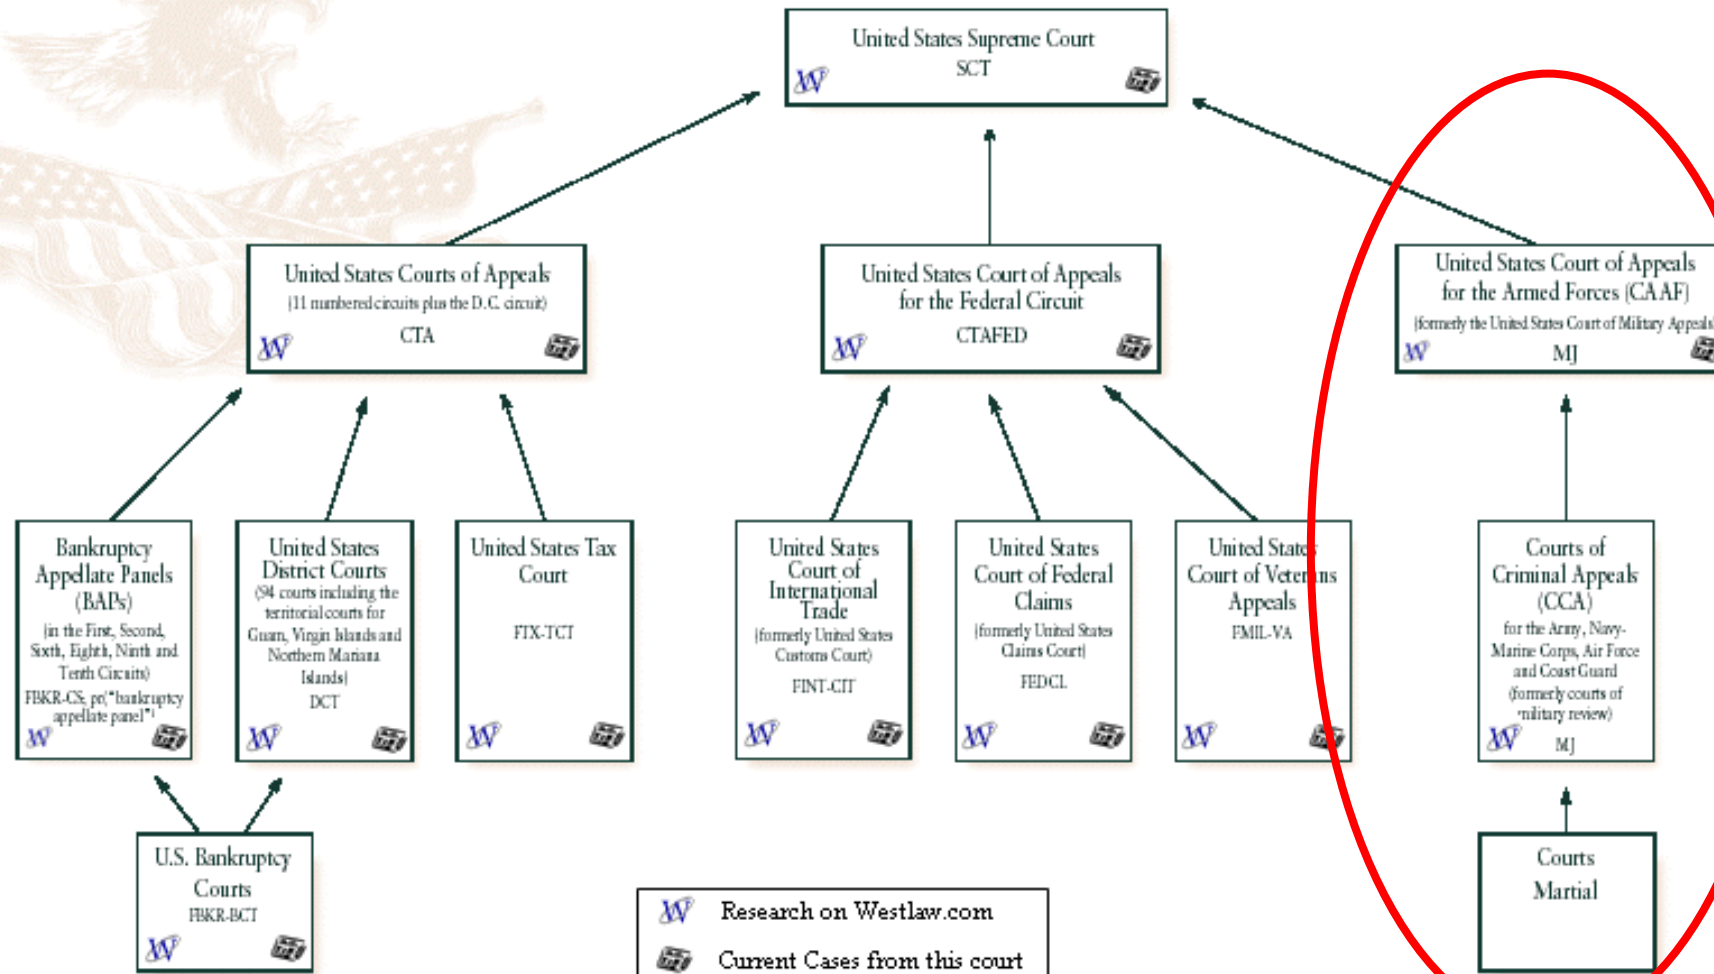 United States Supreme Court
SCT
United States Courts of Appeals
(11 numbered circuits plus the D.C. circuit)
CTA
United States Court of Appeals
for the Federal Circuit
CTAFED
United States Court of Appeals
for the Armed Forces (CAAF)
(formerly the United States Court of Military Appeals)
MJ
Bankruptcy
Appellate Panels
(BAPs)
(in the First, Second,
Sixth, Eighth, Ninth and
Tenth Circuits)
FBKR-CS; pr("bankruptcy
appellate panel")
United States
District Courts
(94 courts including the
territorial courts for
Guam, Virgin Islands and
Northern Mariana
Islands)
DCT
United States Tax
Court
FTX-TCT
United States
Court of
International
Trade
(formerly United States
Customs Court)
FINT-CIT
United States
Court of Federal
Claims
(formerly United States
Claims Court)
FEDCL
United States
Court of Veterans
Appeals
FMIL-VA
Courts of
Criminal Appeals
(CCA)
for the Army, Navy-
Marine Corps, Air Force
and Coast Guard
(formerly courts of
military review)
MJ
U.S. Bankruptcy
Courts
FBKR-BCT
Courts
Martial
Research on Westlaw.com
Current Cases from this court